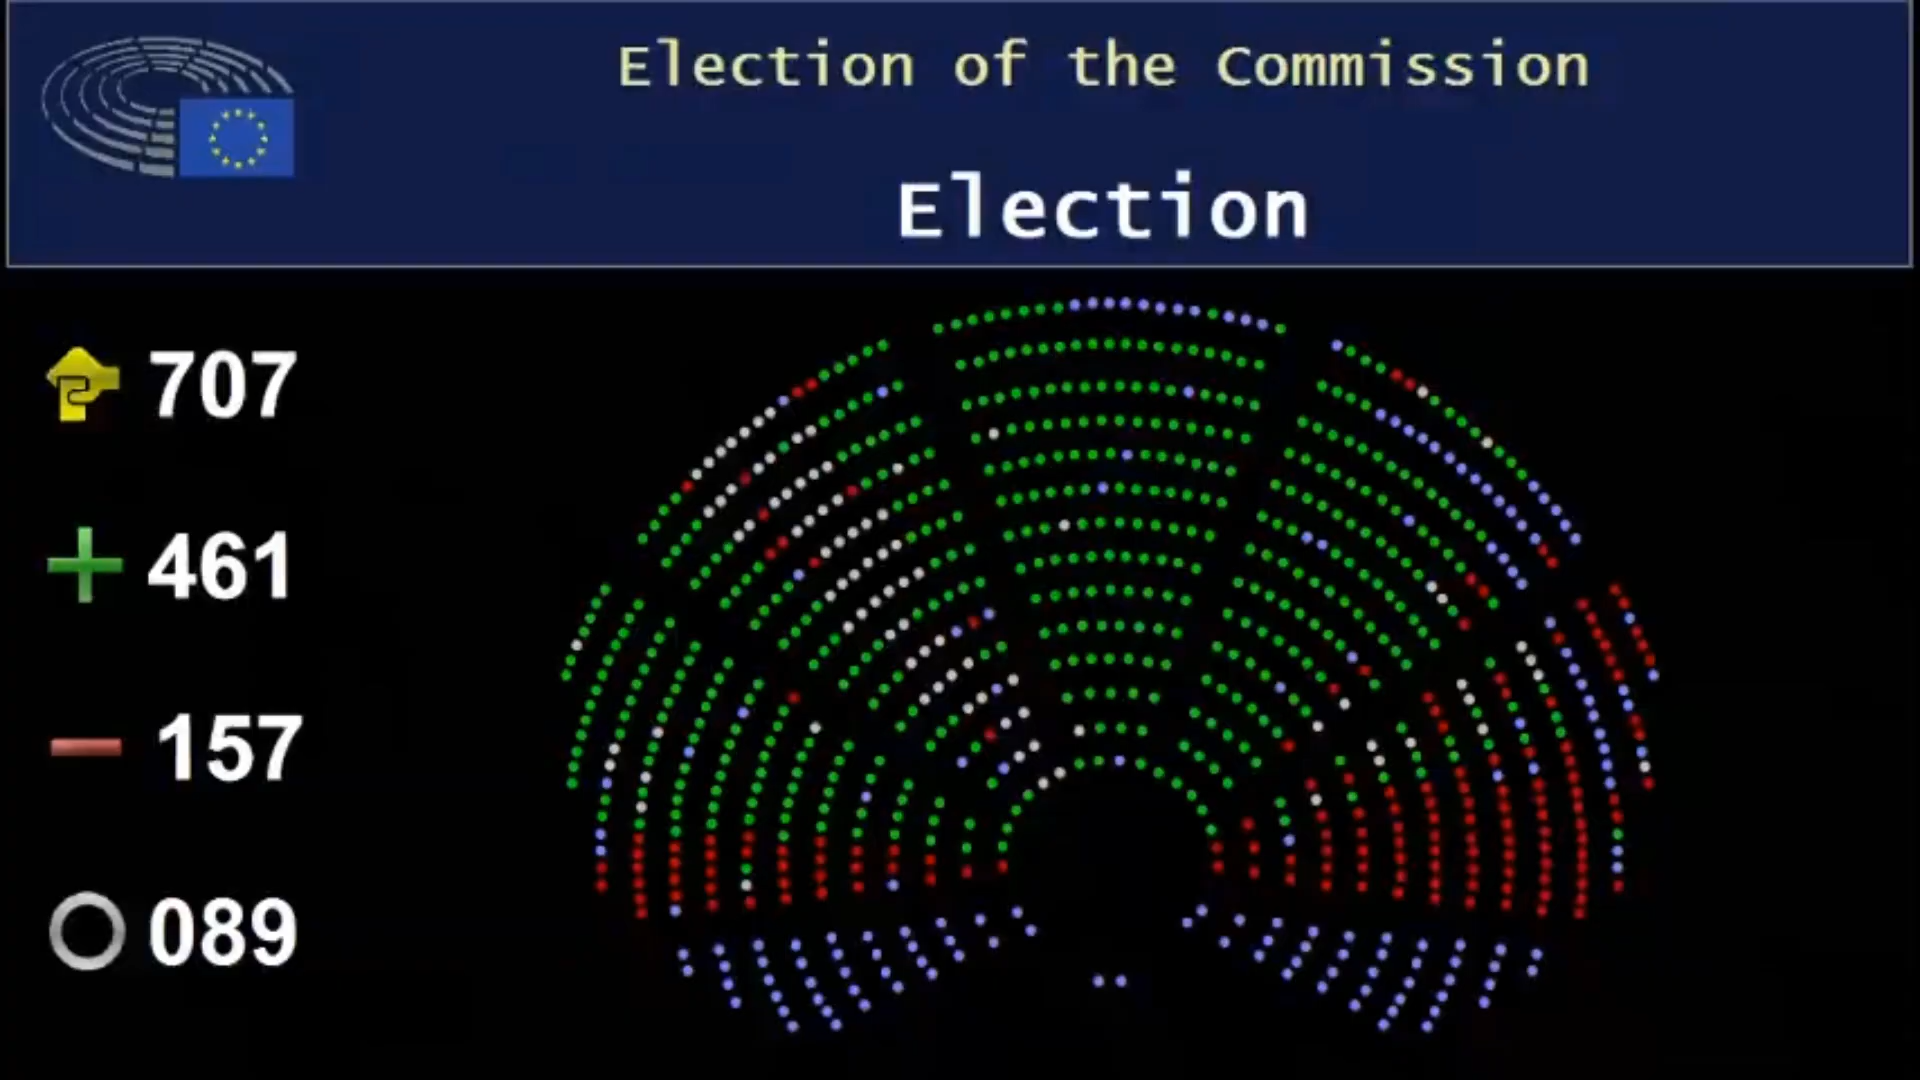 Election of the Commission
Election
707
461
157
089